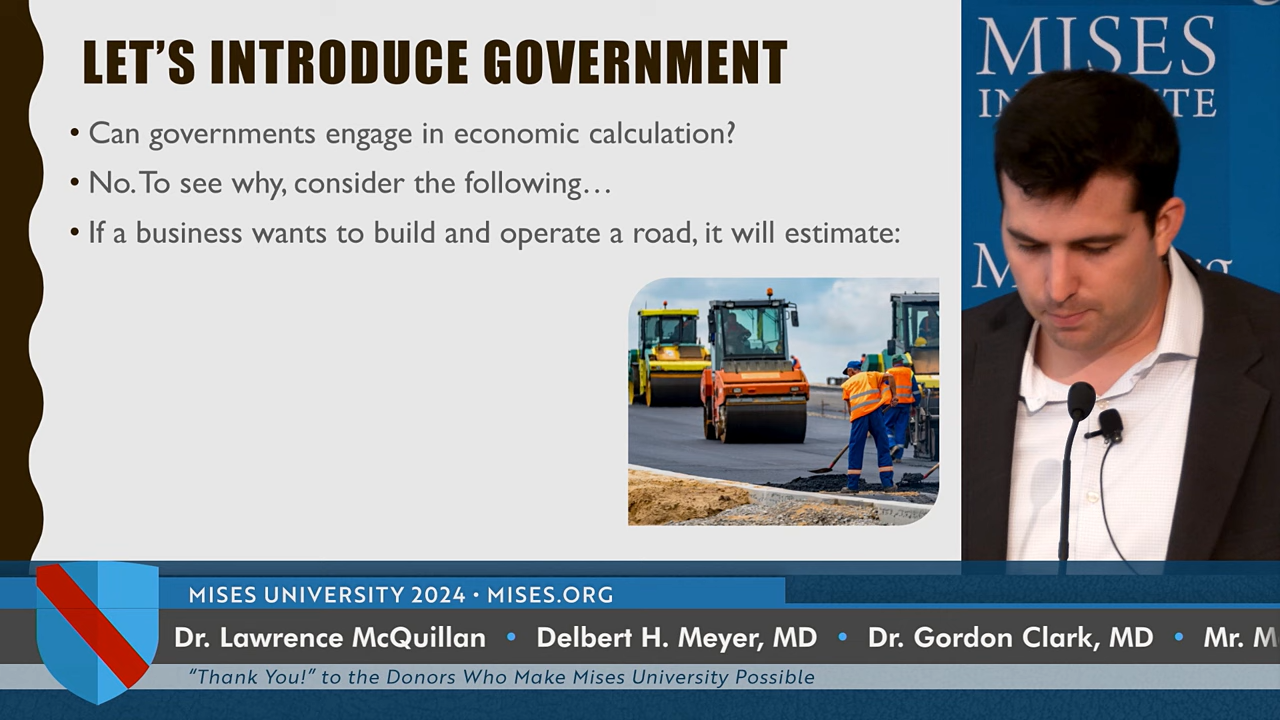 LET'S INTRODUCE GOVERNMENT
• Can governments engage in economic calculation?
• No. To see why, consider the following…
• If a business wants to build and operate a road, it will estimate:
MISES
MISES UNIVERSITY 2024 • MISES.ORG
Dr. Lawrence McQuillan • Delbert H. Meyer, MD • Dr. Gordon Clark, MD • Mr.
“Thank You!” to the Donors Who Make Mises University Possible